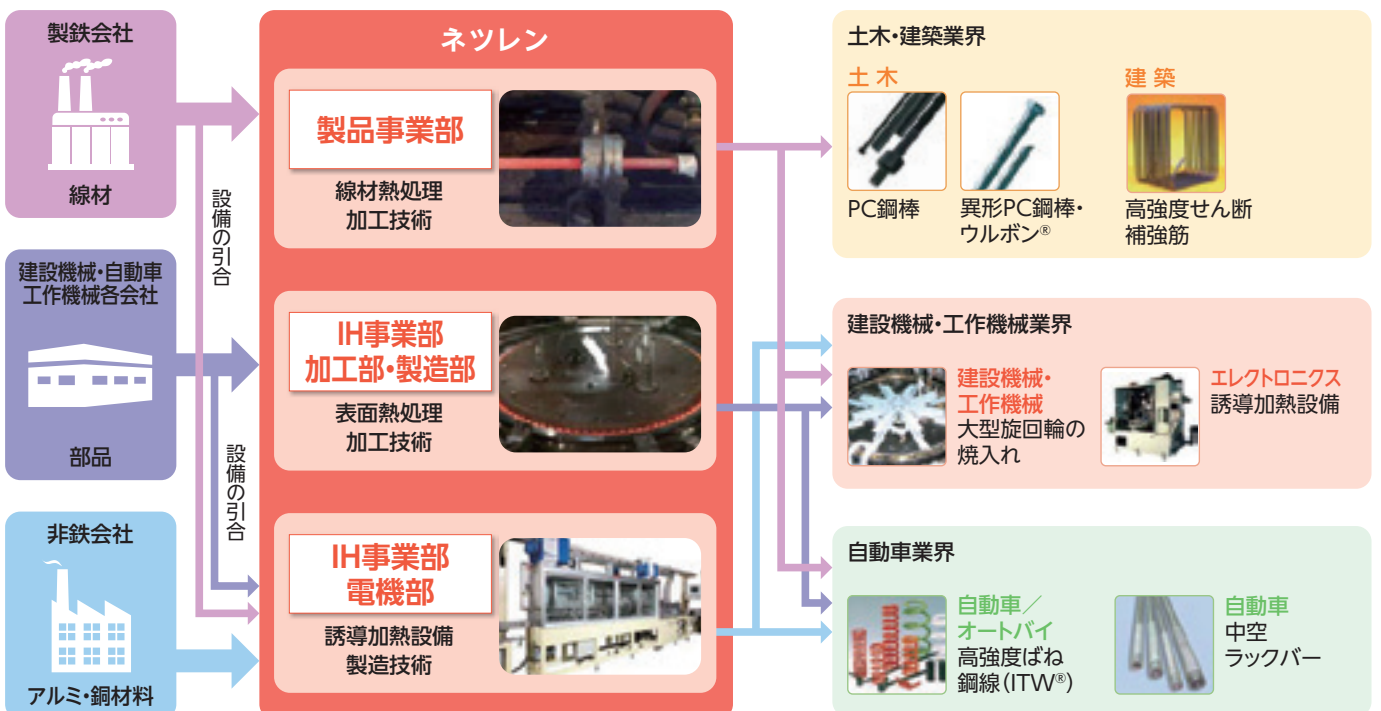 製鉄会社
線材
建設機械・自動車
工作機械各会社
部品
非鉄会社
アルミ・銅材料
設備の引合
設備の引合
ネツレン
製品事業部
線材熱処理
加工技術
IH事業部
加工部・製造部
表面熱処理
加工技術
IH事業部
電機部
誘導加熱設備
製造技術
土木・建築業界
土木
PC鋼棒
異形PC鋼棒・
ウルボン®
建築
高強度せん断
補強筋
建設機械・工作機械業界
建設機械・
工作機械
大型旋回輪の
焼入れ
エレクトロニクス
誘導加熱設備
自動車業界
自動車／
オートバイ
高強度ばね
鋼線(ITW®)
自動車
中空
ラックバー